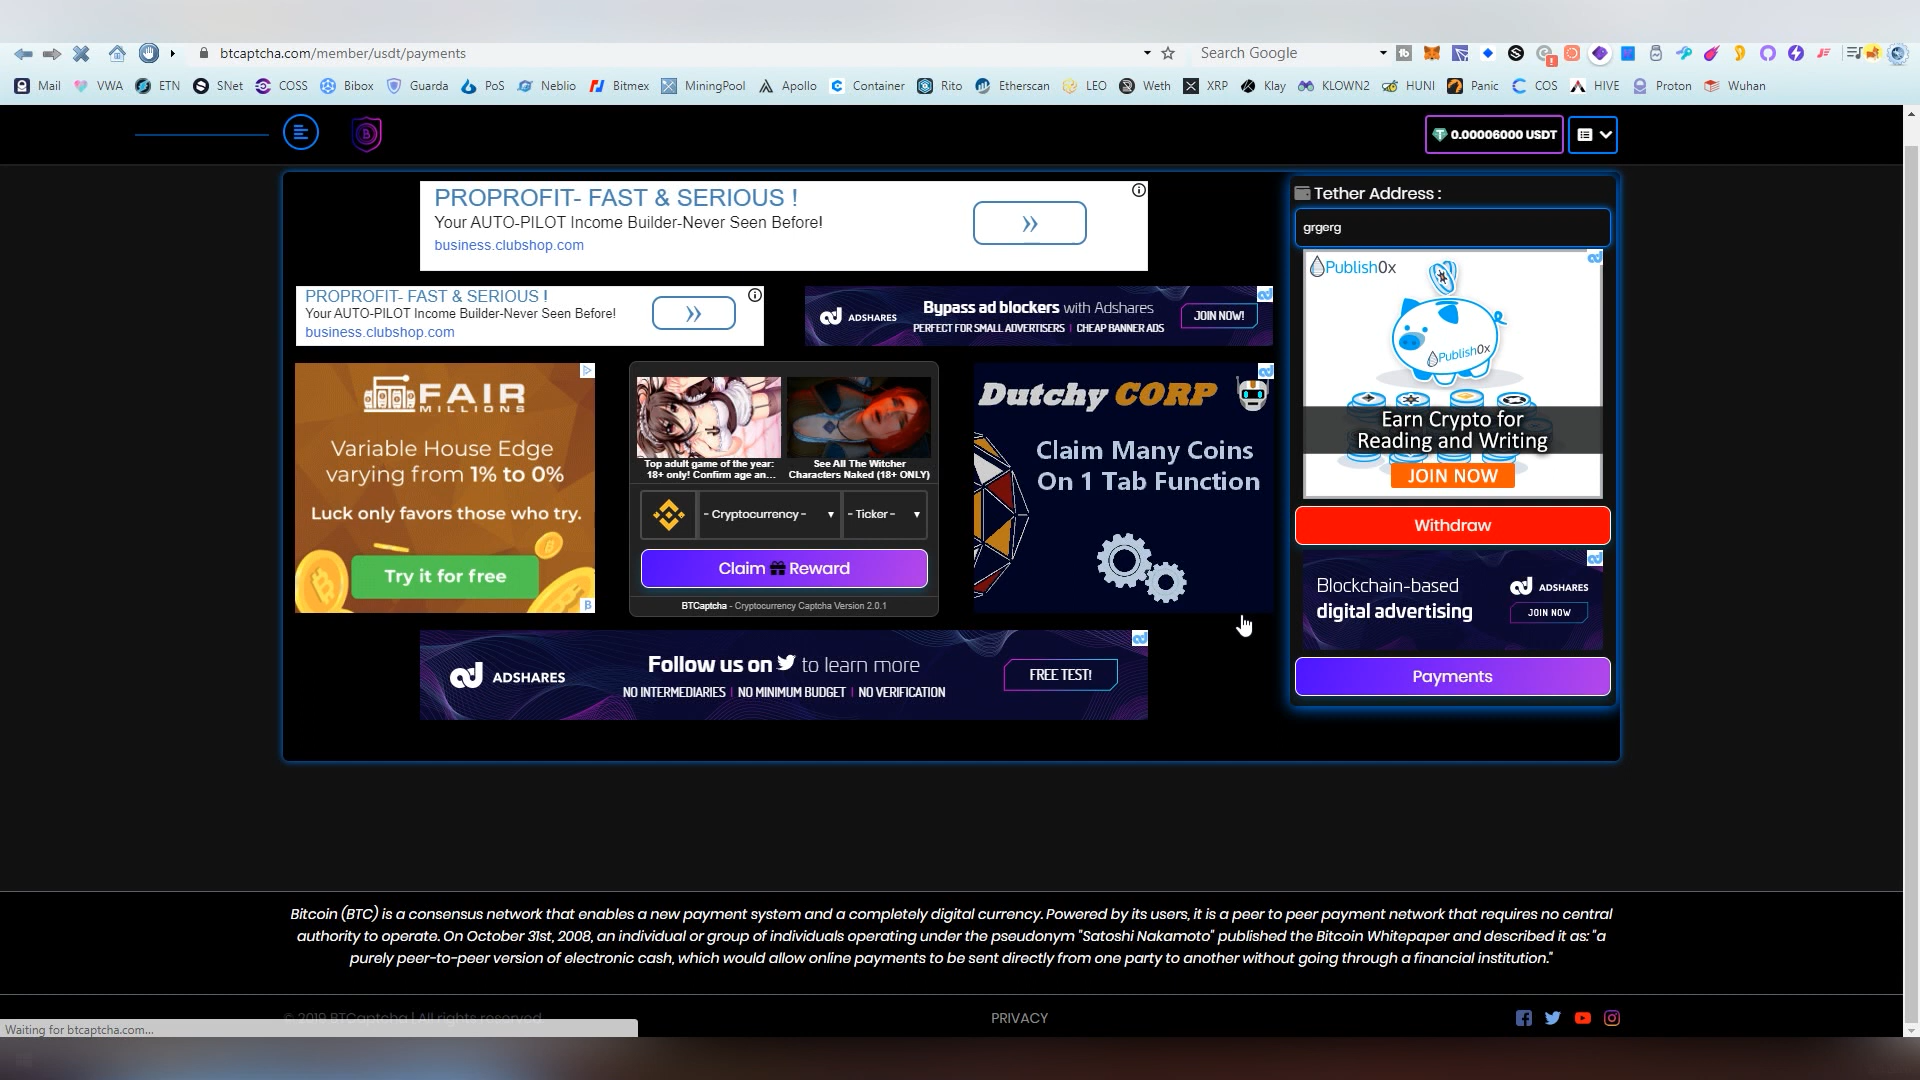 btcaptcha.com/member/usdt/payments
Search Google
Mail VWA ETN SNet COSS Bibox Guarda PoS Neblio Bitmex MiningPool Apollo Container Rito Etherscan LEO Weth XRP Klay KLOWN2 HUNI Panic COS HIVE Proton Wuhan
0.00006000 USDT
PROPROFIT- FAST & SERIOUS !
Your AUTO-PILOT Income Builder-Never Seen Before!
business.clubshop.com
Tether Address :
grgerg
PROPROFIT- FAST & SERIOUS !
Your AUTO-PILOT Income Builder-Never Seen Before!
business.clubshop.com
ADSHARES
Bypass ad blockers with Adshares
PERFECT FOR SMALL ADVERTISERS | CHEAP BANNER ADS
JOIN NOW!
Publish0x
Publish0x
Earn Crypto for
Reading and Writing
JOIN NOW
FAIR
MILLIONS
Variable House Edge
varying from 1% to 0%
Luck only favors those who try.
Try it for free
Top adult game of the year:
18+ only! Confirm age an...
See All The Witcher
Characters Naked (18+ ONLY)
- Cryptocurrency -
- Ticker -
Claim Reward
BTCaptcha - Cryptocurrency Captcha Version 2.0.1
Dutchy CORP
Claim Many Coins
On 1 Tab Function
Withdraw
Blockchain-based
digital advertising
ADSHARES
JOIN NOW
Payments
ADSHARES
Follow us on to learn more
NO INTERMEDIARIES | NO MINIMUM BUDGET | NO VERIFICATION
FREE TEST!
Bitcoin (BTC) is a consensus network that enables a new payment system and a completely digital currency. Powered by its users, it is a peer to peer payment network that requires no central
authority to operate. On October 31st, 2008, an individual or group of individuals operating under the pseudonym "Satoshi Nakamoto" published the Bitcoin Whitepaper and described it as: "a
purely peer-to-peer version of electronic cash, which would allow online payments to be sent directly from one party to another without going through a financial institution."
© 2019 BTCaptcha | All rights reserved.
PRIVACY
Waiting for btcaptcha.com...